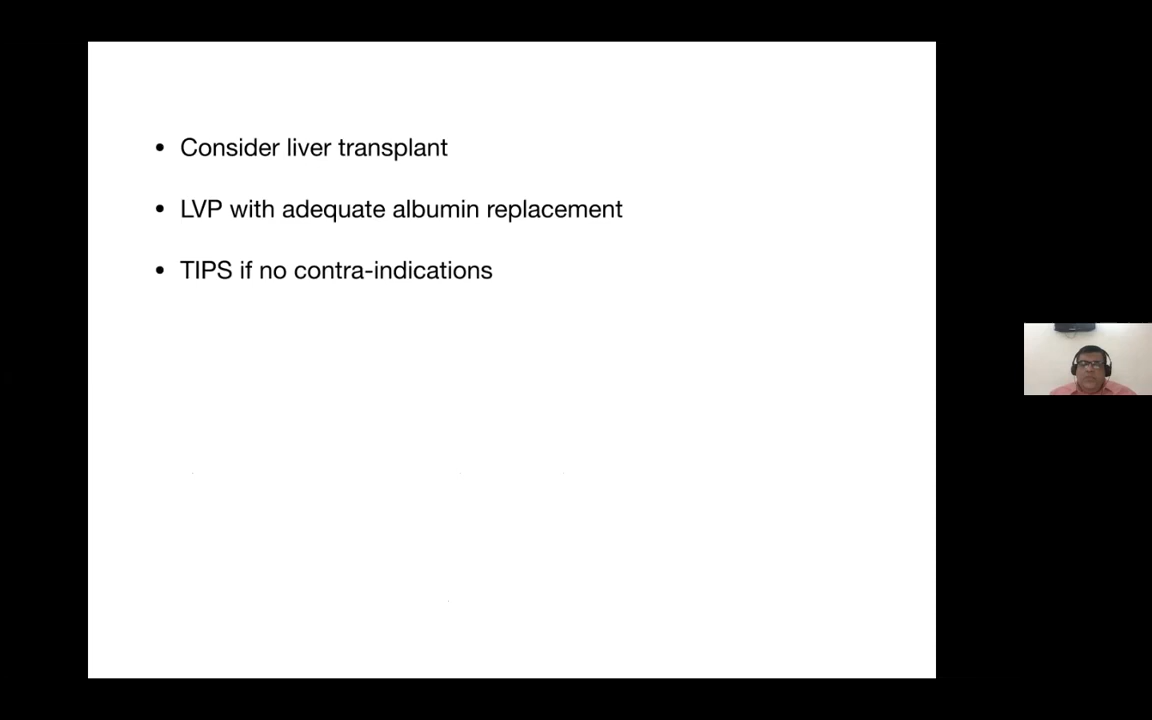 • Consider liver transplant
• LVP with adequate albumin replacement
• TIPS if no contra-indications